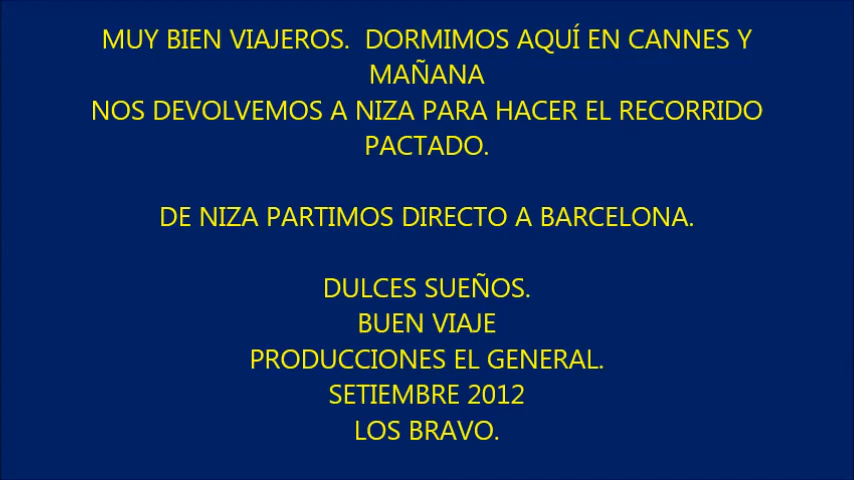 MUY BIEN VIAJEROS.  DORMIMOS AQUÍ EN CANNES Y
MAÑANA
NOS DEVOLVEMOS A NIZA PARA HACER EL RECORRIDO
PACTADO.
DE NIZA PARTIMOS DIRECTO A BARCELONA.
DULCES SUEÑOS.
BUEN VIAJE
PRODUCCIONES EL GENERAL.
SETIEMBRE 2012
LOS BRAVO.